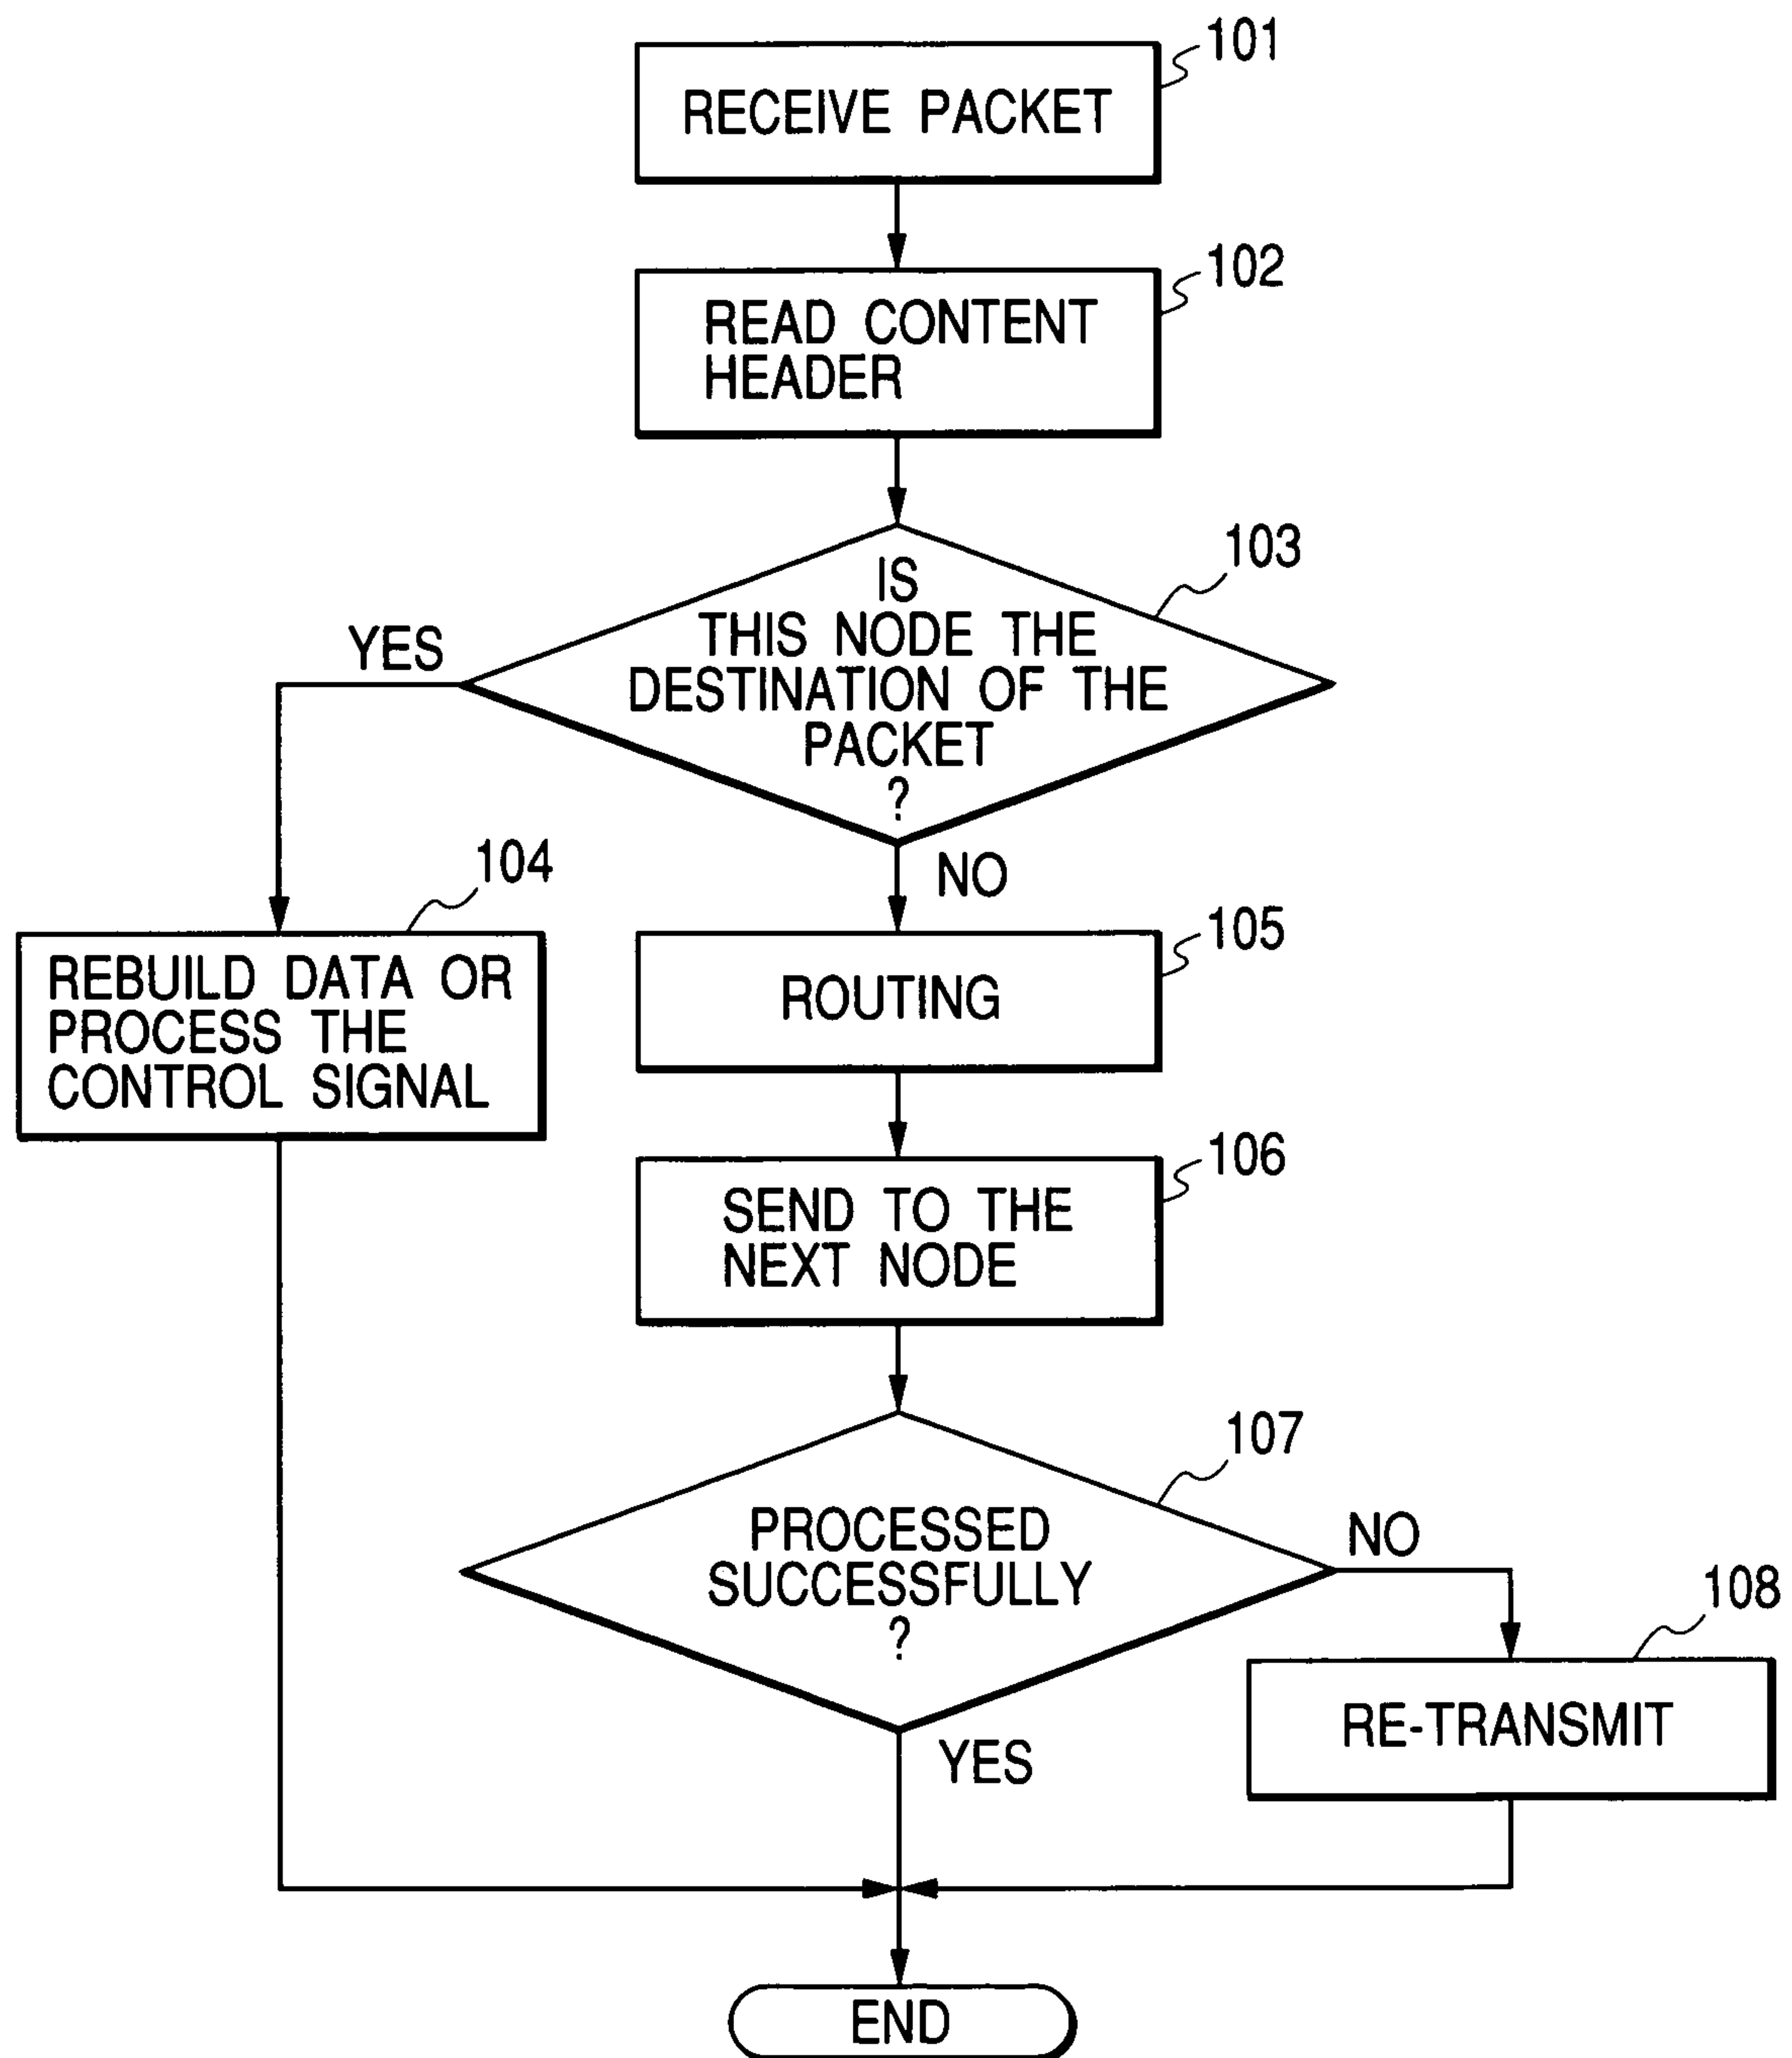 101
RECEIVE PACKET
102
READ CONTENT
HEADER
103
IS
THIS NODE THE
DESTINATION OF THE
PACKET
?
YES
NO
104
REBUILD DATA OR
PROCESS THE
CONTROL SIGNAL
105
ROUTING
106
SEND TO THE
NEXT NODE
107
PROCESSED
SUCCESSFULLY
?
NO
108
RE-TRANSMIT
YES
END